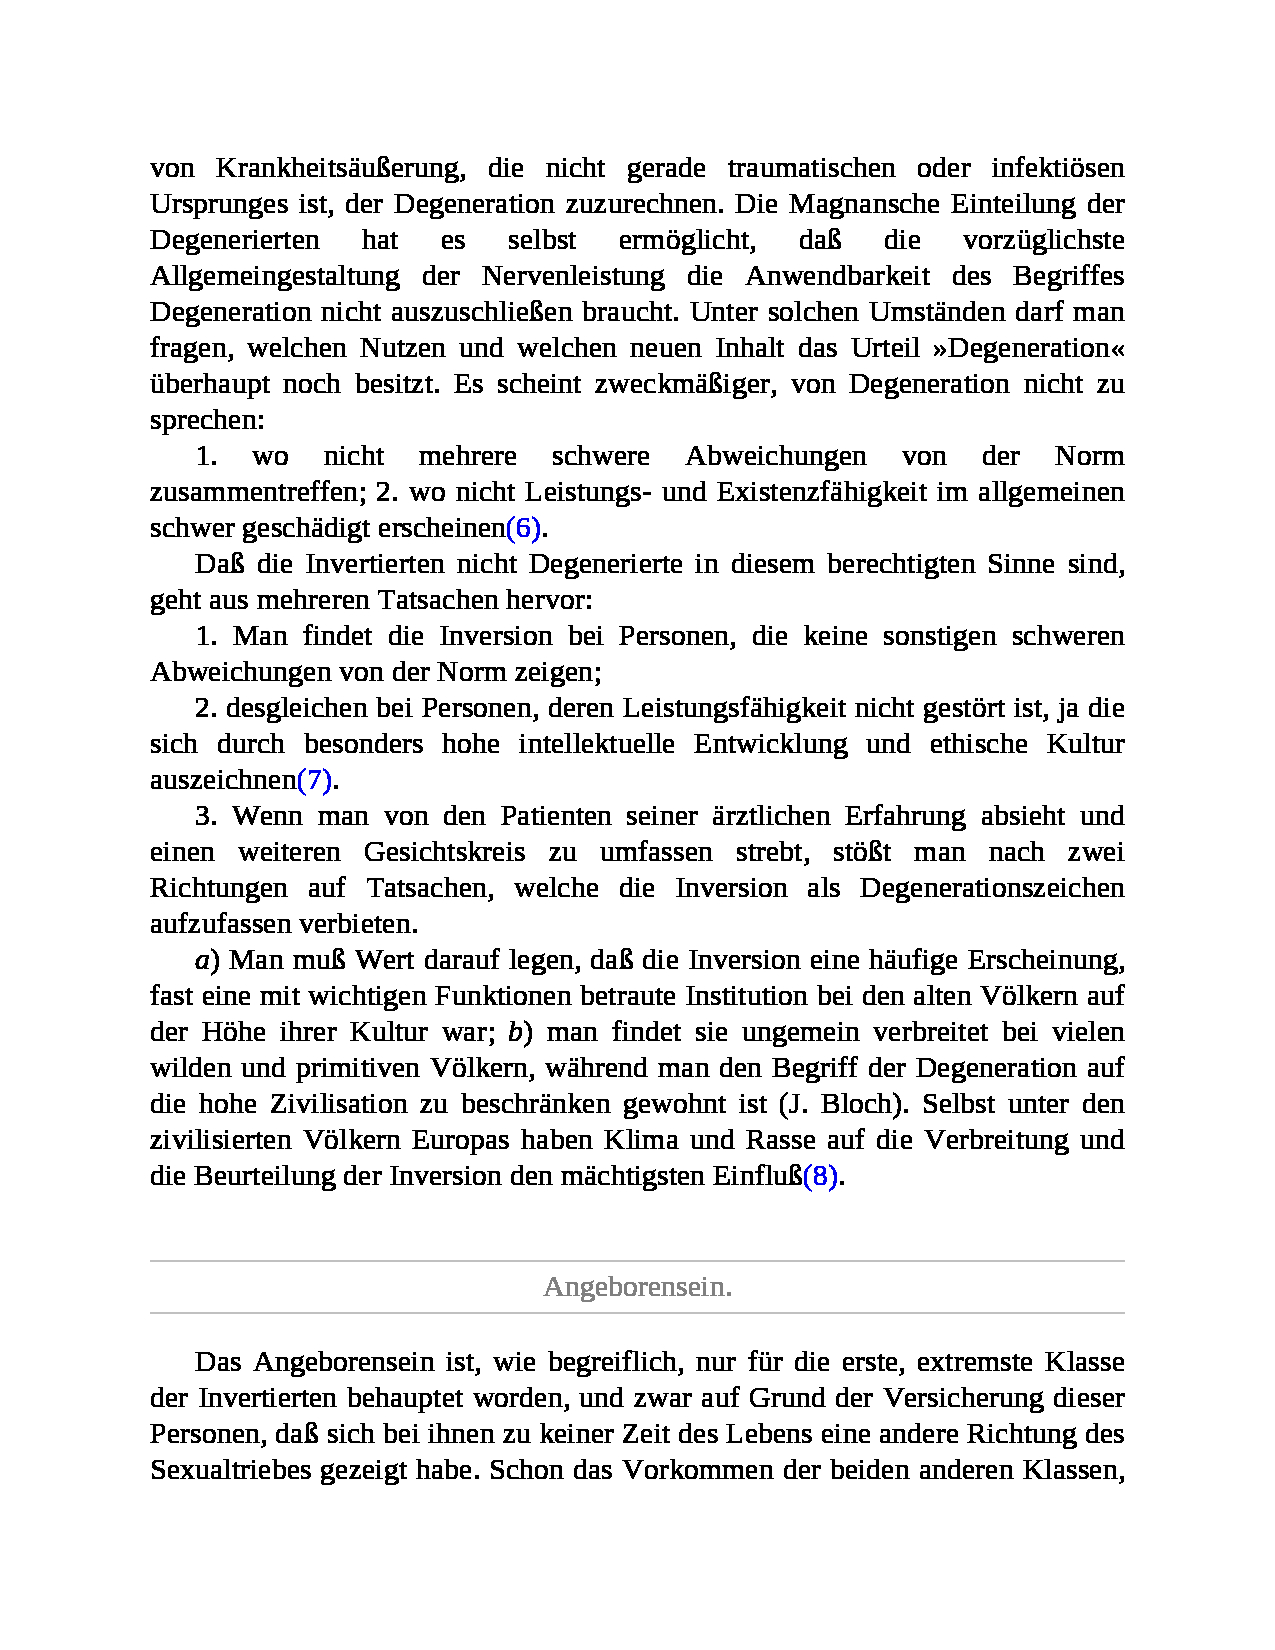 von Krankheitsäußerung, die nicht gerade traumatischen oder infektiösen
Ursprunges ist, der Degeneration zuzurechnen. Die Magnansche Einteilung der
Degenerierten hat es selbst ermöglicht, daß die vorzüglichste
Allgemeingestaltung der Nervenleistung die Anwendbarkeit des Begriffes
Degeneration nicht auszuschließen braucht. Unter solchen Umständen darf man
fragen, welchen Nutzen und welchen neuen Inhalt das Urteil »Degeneration«
überhaupt noch besitzt. Es scheint zweckmäßiger, von Degeneration nicht zu
sprechen:
1. wo nicht mehrere schwere Abweichungen von der Norm
zusammentreffen; 2. wo nicht Leistungs- und Existenzfähigkeit im allgemeinen
schwer geschädigt erscheinen(6).
Daß die Invertierten nicht Degenerierte in diesem berechtigten Sinne sind,
geht aus mehreren Tatsachen hervor:
1. Man findet die Inversion bei Personen, die keine sonstigen schweren
Abweichungen von der Norm zeigen;
2. desgleichen bei Personen, deren Leistungsfähigkeit nicht gestört ist, ja die
sich durch besonders hohe intellektuelle Entwicklung und ethische Kultur
auszeichnen(7).
3. Wenn man von den Patienten seiner ärztlichen Erfahrung absieht und
einen weiteren Gesichtskreis zu umfassen strebt, stößt man nach zwei
Richtungen auf Tatsachen, welche die Inversion als Degenerationszeichen
aufzufassen verbieten.
a) Man muß Wert darauf legen, daß die Inversion eine häufige Erscheinung,
fast eine mit wichtigen Funktionen betraute Institution bei den alten Völkern auf
der Höhe ihrer Kultur war; b) man findet sie ungemein verbreitet bei vielen
wilden und primitiven Völkern, während man den Begriff der Degeneration auf
die hohe Zivilisation zu beschränken gewohnt ist (J. Bloch). Selbst unter den
zivilisierten Völkern Europas haben Klima und Rasse auf die Verbreitung und
die Beurteilung der Inversion den mächtigsten Einfluß(8).
Angeborensein.
Das Angeborensein ist, wie begreiflich, nur für die erste, extremste Klasse
der Invertierten behauptet worden, und zwar auf Grund der Versicherung dieser
Personen, daß sich bei ihnen zu keiner Zeit des Lebens eine andere Richtung des
Sexualtriebes gezeigt habe. Schon das Vorkommen der beiden anderen Klassen,